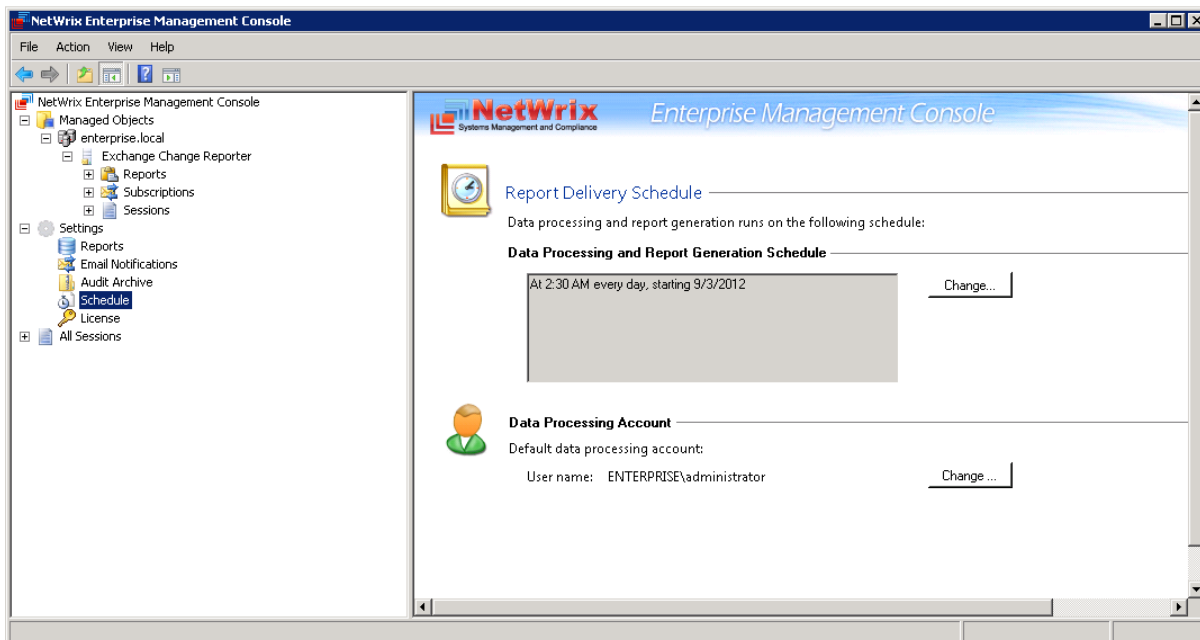 NetWrix Enterprise Management Console
File Action View Help
NetWrix Enterprise Management Console
Managed Objects
enterprise.local
Exchange Change Reporter
Reports
Subscriptions
Sessions
Settings
Reports
Email Notifications
Audit Archive
Schedule
License
All Sessions
NetWrix
Systems Management and Compliance
Enterprise Management Console
Report Delivery Schedule
Data processing and report generation runs on the following schedule:
Data Processing and Report Generation Schedule
At 2:30 AM every day, starting 9/3/2012
Change...
Data Processing Account
Default data processing account:
User name: ENTERPRISE\administrator
Change ...